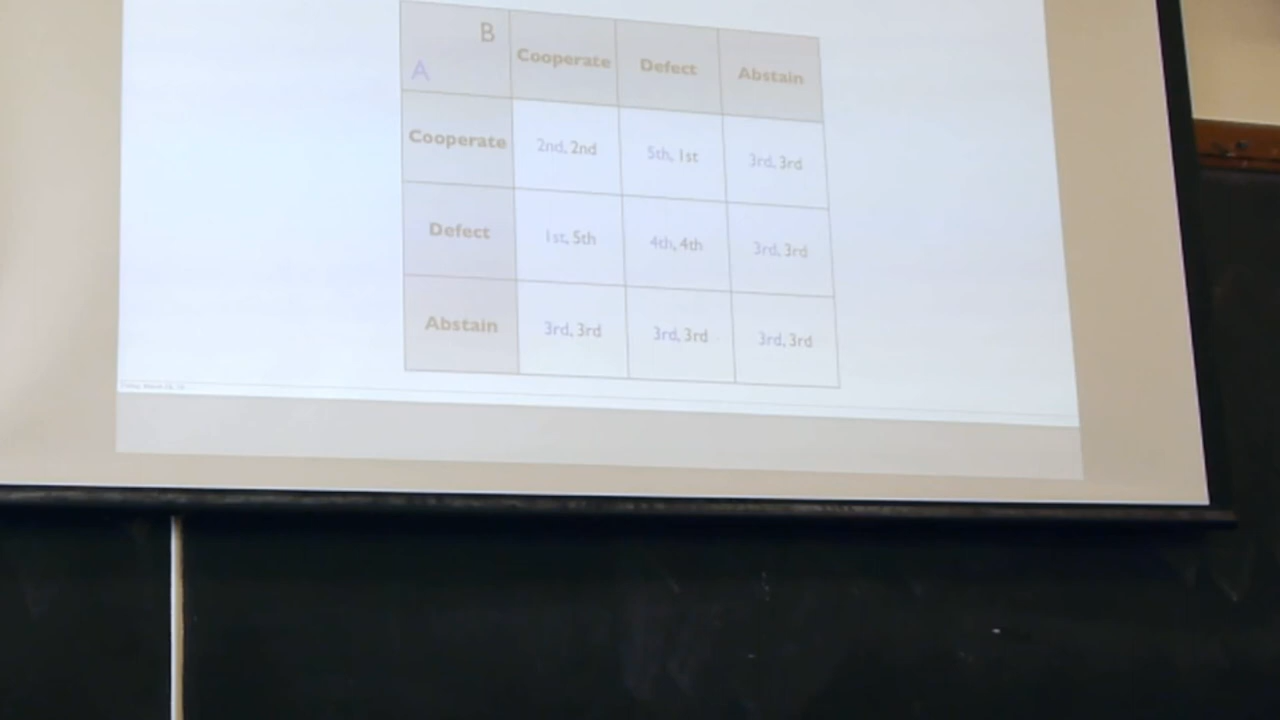 B
A
Cooperate Defect Abstain
Cooperate 2nd, 2nd 5th, 1st 3rd, 3rd
Defect 1st, 5th 4th, 4th 3rd, 3rd
Abstain 3rd, 3rd 3rd, 3rd 3rd, 3rd